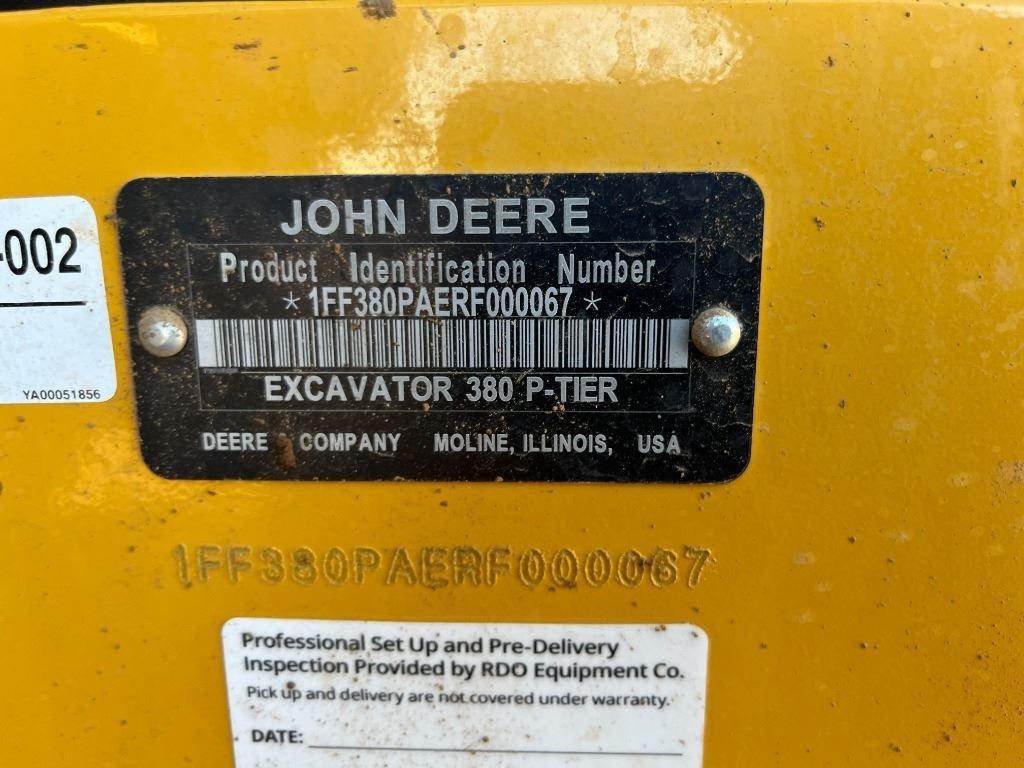 JOHN DEERE
Product Identification Number
*1FF380PAERF000067*
EXCAVATOR 380 P-TIER
DEERE COMPANY MOLINE, ILLINOIS, USA
-002
YA00051856
1FF380PAERF000067
Professional Set Up and Pre-Delivery
Inspection Provided by RDO Equipment Co.
Pick up and delivery are not covered under warranty.
DATE: